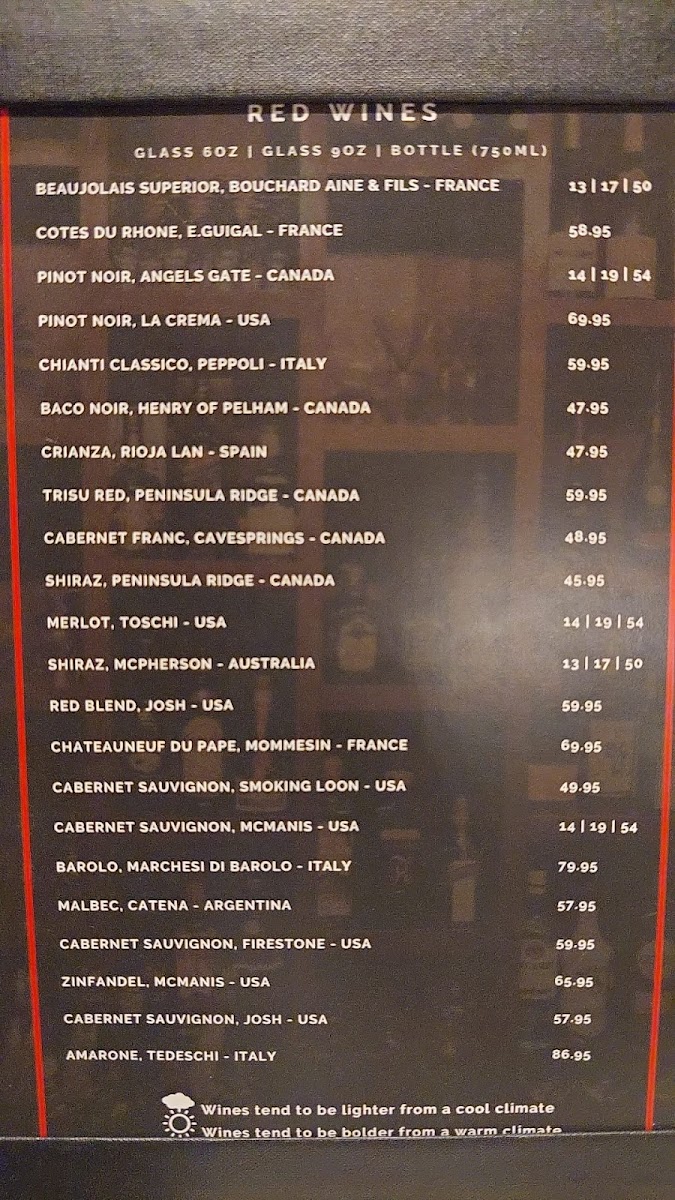 RED WINES
GLASS 6OZ | GLASS 9OZ | BOTTLE (750ML)
BEAUJOLAIS SUPERIOR, BOUCHARD AINE & FILS - FRANCE 13 | 17 | 50
COTES DU RHONE, E.GUIGAL - FRANCE 58.95
PINOT NOIR, ANGELS GATE - CANADA 14 | 19 | 54
PINOT NOIR, LA CREMA - USA 69.95
CHIANTI CLASSICO, PEPPOLI - ITALY 59.95
BACO NOIR, HENRY OF PELHAM - CANADA 47.95
CRIANZA, RIOJA LAN - SPAIN 47.95
TRISU RED, PENINSULA RIDGE - CANADA 59.95
CABERNET FRANC, CAVESPRINGS - CANADA 48.95
SHIRAZ, PENINSULA RIDGE - CANADA 45.95
MERLOT, TOSCHI - USA 14 | 19 | 54
SHIRAZ, MCPHERSON - AUSTRALIA 13 | 17 | 50
RED BLEND, JOSH - USA 59.95
CHATEAUNEUF DU PAPE, MOMMESIN - FRANCE 69.95
CABERNET SAUVIGNON, SMOKING LOON - USA 49.95
CABERNET SAUVIGNON, MCMANIS - USA 14 | 19 | 54
BAROLO, MARCHESI DI BAROLO - ITALY 79.95
MALBEC, CATENA - ARGENTINA 57.95
CABERNET SAUVIGNON, FIRESTONE - USA 59.95
ZINFANDEL, MCMANIS - USA 65.95
CABERNET SAUVIGNON, JOSH - USA 57.95
AMARONE, TEDESCHI - ITALY 86.95
Wines tend to be lighter from a cool climate
Wines tend to be bolder from a warm climate